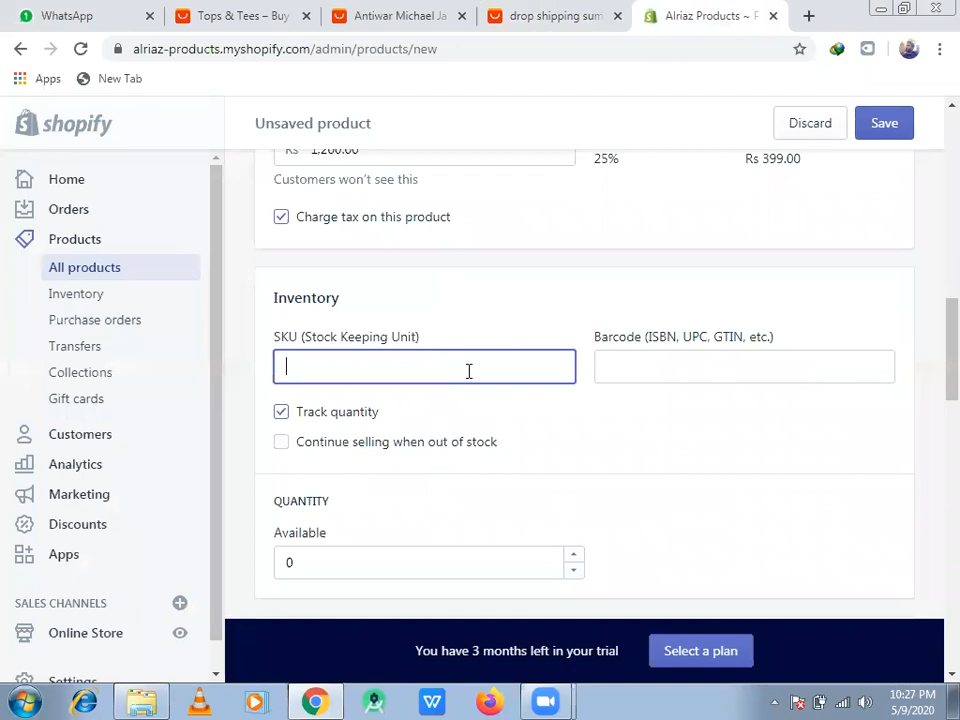 WhatsApp
Tops & Tees – Buy
Antiwar Michael Ja
drop shipping sum
Alriaz Products ~ P
alriaz-products.myshopify.com/admin/products/new
Apps
New Tab
shopify
Unsaved product
Discard
Save
Rs 1,200.00
25%
Rs 399.00
Customers won't see this
Charge tax on this product
Home
Orders
Products
All products
Inventory
Purchase orders
Transfers
Collections
Gift cards
Customers
Analytics
Marketing
Discounts
Apps
SALES CHANNELS
Online Store
Settings
Inventory
SKU (Stock Keeping Unit)
Barcode (ISBN, UPC, GTIN, etc.)
Track quantity
Continue selling when out of stock
QUANTITY
Available
0
You have 3 months left in your trial
Select a plan
10:27 PM
5/9/2020